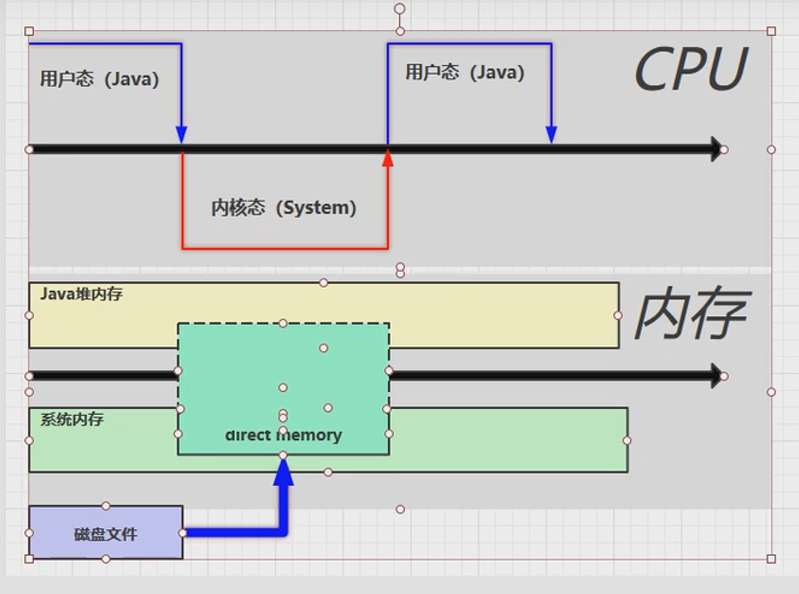 用户态（Java）
用户态（Java）
CPU
内核态（System）
Java堆内存
内存
系统内存
direct memory
磁盘文件